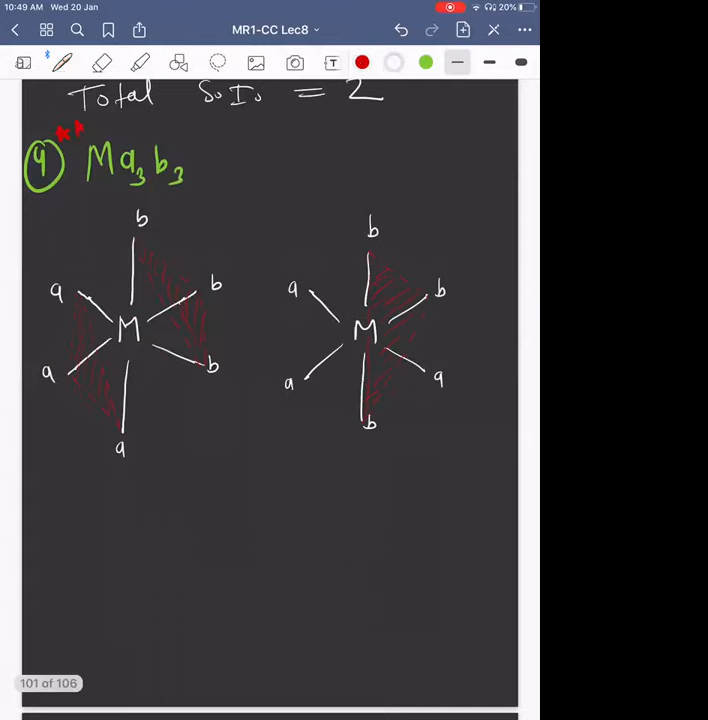 10:49 AM Wed 20 Jan
20%
MR1-CC Lec8
T
Total S.I. = 2
9 ** Ma3b3
b
a b
M
a b
a
b
a b
M
a a
b
101 of 106